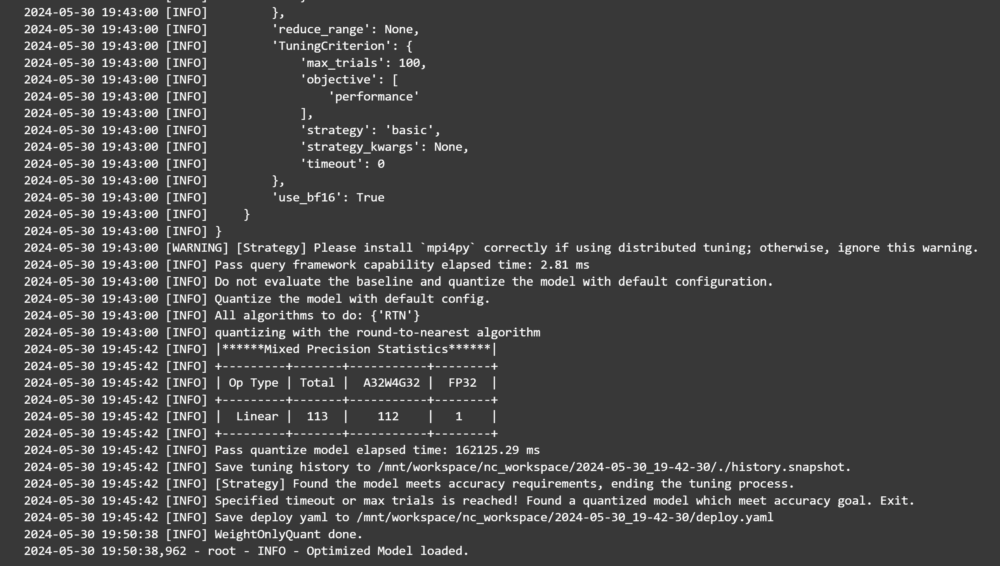 2024-05-30 19:43:00 [INFO]         },
2024-05-30 19:43:00 [INFO]         'reduce_range': None,
2024-05-30 19:43:00 [INFO]         'TuningCriterion': {
2024-05-30 19:43:00 [INFO]             'max_trials': 100,
2024-05-30 19:43:00 [INFO]             'objective': [
2024-05-30 19:43:00 [INFO]                 'performance'
2024-05-30 19:43:00 [INFO]             ],
2024-05-30 19:43:00 [INFO]             'strategy': 'basic',
2024-05-30 19:43:00 [INFO]             'strategy_kwargs': None,
2024-05-30 19:43:00 [INFO]             'timeout': 0
2024-05-30 19:43:00 [INFO]         },
2024-05-30 19:43:00 [INFO]         'use_bf16': True
2024-05-30 19:43:00 [INFO]     }
2024-05-30 19:43:00 [INFO] }
2024-05-30 19:43:00 [WARNING] [Strategy] Please install `mpi4py` correctly if using distributed tuning; otherwise, ignore this warning.
2024-05-30 19:43:00 [INFO] Pass query framework capability elapsed time: 2.81 ms
2024-05-30 19:43:00 [INFO] Do not evaluate the baseline and quantize the model with default configuration.
2024-05-30 19:43:00 [INFO] Quantize the model with default config.
2024-05-30 19:43:00 [INFO] All algorithms to do: {'RTN'}
2024-05-30 19:43:00 [INFO] quantizing with the round-to-nearest algorithm
2024-05-30 19:45:42 [INFO] |******Mixed Precision Statistics******|
2024-05-30 19:45:42 [INFO] +---------+-------+-----------+--------+
2024-05-30 19:45:42 [INFO] | Op Type | Total |  A32W4G32 |  FP32  |
2024-05-30 19:45:42 [INFO] +---------+-------+-----------+--------+
2024-05-30 19:45:42 [INFO] |  Linear |  113  |    112    |   1    |
2024-05-30 19:45:42 [INFO] +---------+-------+-----------+--------+
2024-05-30 19:45:42 [INFO] Pass quantize model elapsed time: 162125.29 ms
2024-05-30 19:45:42 [INFO] Save tuning history to /mnt/workspace/nc_workspace/2024-05-30_19-42-30/./history.snapshot.
2024-05-30 19:45:42 [INFO] [Strategy] Found the model meets accuracy requirements, ending the tuning process.
2024-05-30 19:45:42 [INFO] Specified timeout or max trials is reached! Found a quantized model which meet accuracy goal. Exit.
2024-05-30 19:45:42 [INFO] Save deploy yaml to /mnt/workspace/nc_workspace/2024-05-30_19-42-30/deploy.yaml
2024-05-30 19:50:38 [INFO] WeightOnlyQuant done.
2024-05-30 19:50:38,962 - root - INFO - Optimized Model loaded.